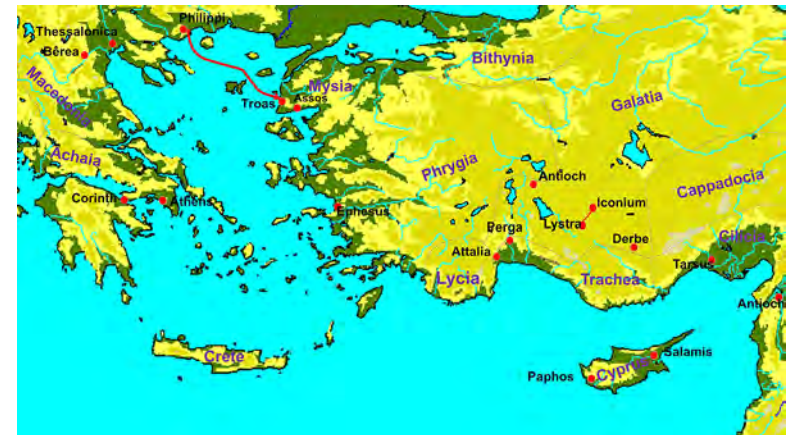 Philippi
Thessalonica
Berea
Macedonia
Bithynia
Mysia
Troas
Assos
Galatia
Achaia
Phrygia
Antioch
Cappadocia
Corinth
Athens
Ephesus
Iconium
Lystra
Perga
Derbe
Cilicia
Attalia
Tarsus
Lycia
Trachea
Antioch
Crete
Salamis
Cyprus
Paphos